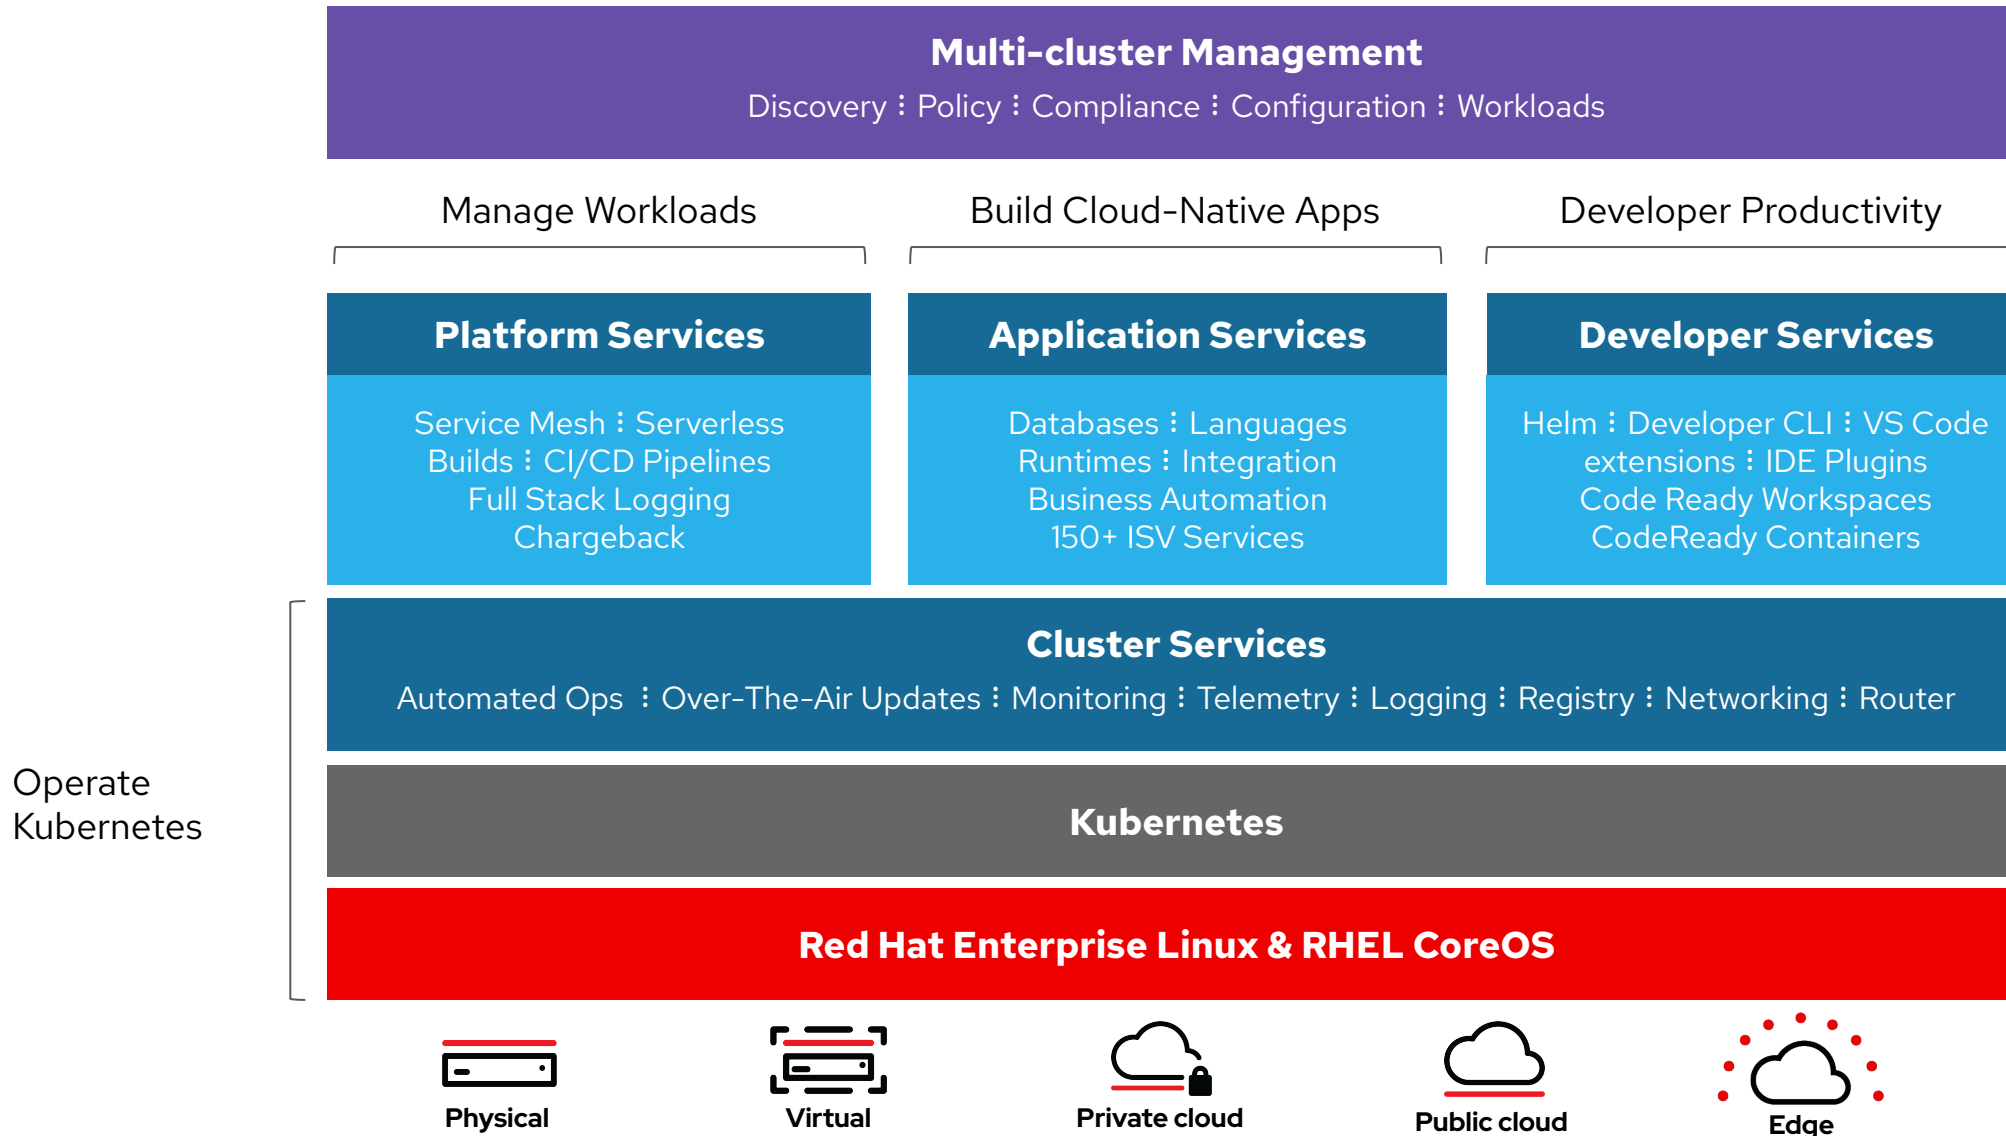 Multi-cluster Management
Discovery ⋮ Policy ⋮ Compliance ⋮ Configuration ⋮ Workloads
Manage Workloads
Build Cloud-Native Apps
Developer Productivity
Platform Services
Service Mesh ⋮ Serverless
Builds ⋮ CI/CD Pipelines
Full Stack Logging
Chargeback
Application Services
Databases ⋮ Languages
Runtimes ⋮ Integration
Business Automation
150+ ISV Services
Developer Services
Helm ⋮ Developer CLI ⋮ VS Code
extensions ⋮ IDE Plugins
Code Ready Workspaces
CodeReady Containers
Operate
Kubernetes
Cluster Services
Automated Ops ⋮ Over-The-Air Updates ⋮ Monitoring ⋮ Telemetry ⋮ Logging ⋮ Registry ⋮ Networking ⋮ Router
Kubernetes
Red Hat Enterprise Linux & RHEL CoreOS
Physical
Virtual
Private cloud
Public cloud
Edge